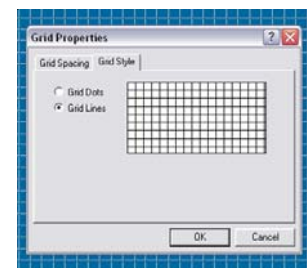 Grid Properties
Grid Spacing
Grid Style
Grid Dots
Grid Lines
OK
Cancel